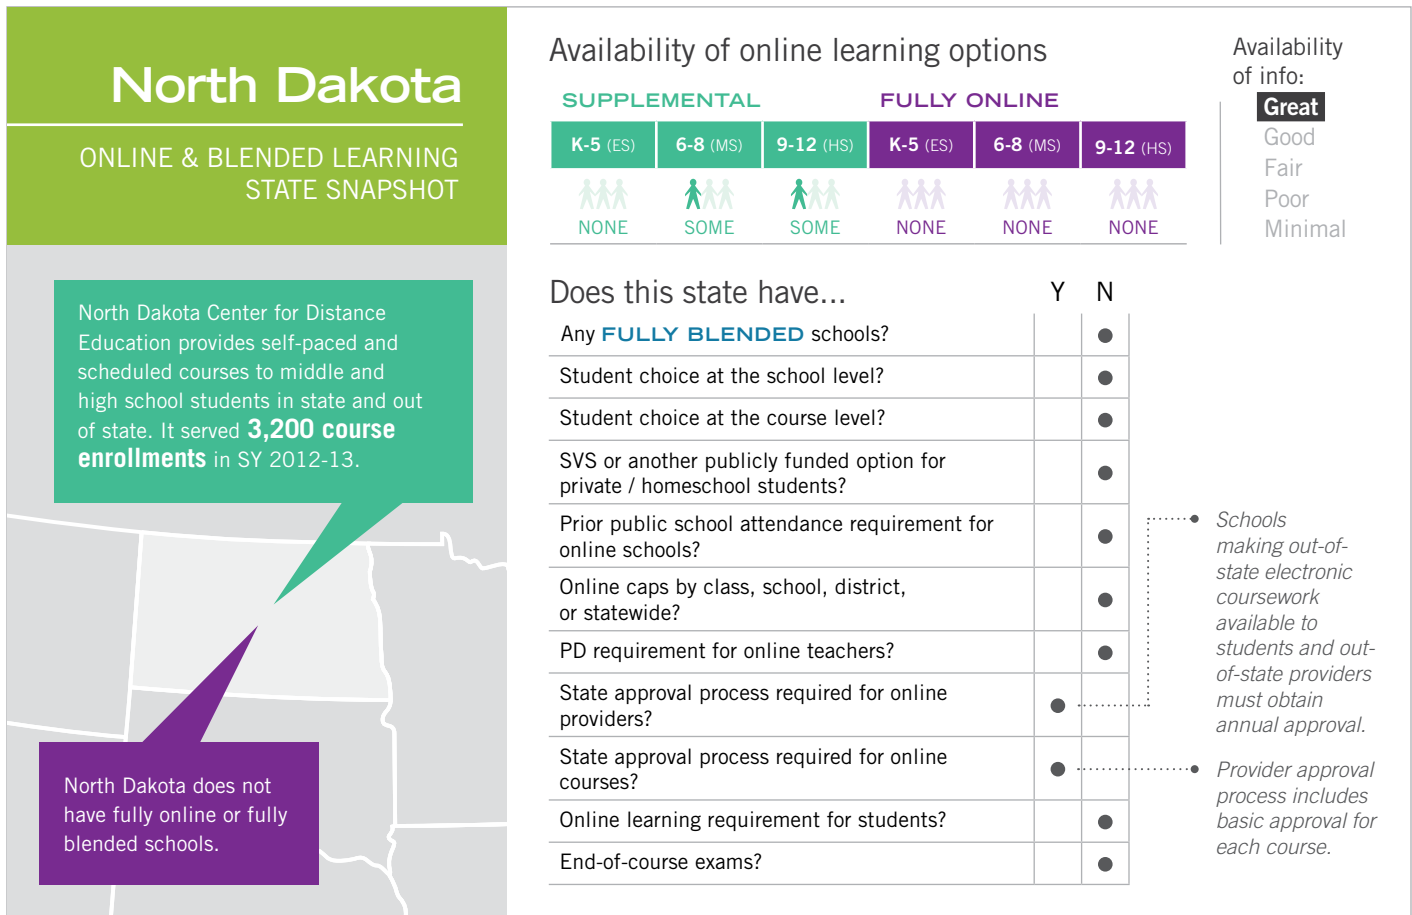 North Dakota
ONLINE & BLENDED LEARNING
STATE SNAPSHOT
North Dakota Center for Distance
Education provides self-paced and
scheduled courses to middle and
high school students in state and out
of state. It served 3,200 course
enrollments in SY 2012-13.
North Dakota does not
have fully online or fully
blended schools.
Availability of online learning options
SUPPLEMENTAL FULLY ONLINE
K-5 (ES) 6-8 (MS) 9-12 (HS) K-5 (ES) 6-8 (MS) 9-12 (HS)
NONE SOME SOME NONE NONE NONE
Availability
of info:
Great
Good
Fair
Poor
Minimal
Does this state have... Y N
Any FULLY BLENDED schools?
Student choice at the school level?
Student choice at the course level?
SVS or another publicly funded option for
private / homeschool students?
Prior public school attendance requirement for
online schools?
Online caps by class, school, district,
or statewide?
PD requirement for online teachers?
State approval process required for online
providers?
State approval process required for online
courses?
Online learning requirement for students?
End-of-course exams?
Schools
making out-of-
state electronic
coursework
available to
students and out-
of-state providers
must obtain
annual approval.
Provider approval
process includes
basic approval for
each course.